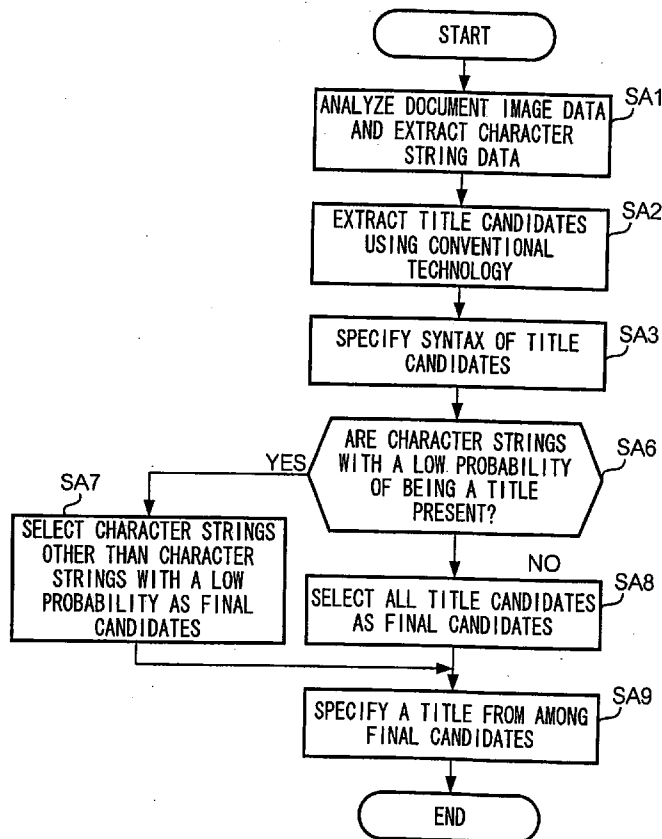 START
SA1
ANALYZE DOCUMENT IMAGE DATA
AND EXTRACT CHARACTER
STRING DATA
SA2
EXTRACT TITLE CANDIDATES
USING CONVENTIONAL
TECHNOLOGY
SA3
SPECIFY SYNTAX OF TITLE
CANDIDATES
SA6
ARE CHARACTER STRINGS
WITH A LOW PROBABILITY
OF BEING A TITLE
PRESENT?
YES
SA7
SELECT CHARACTER STRINGS
OTHER THAN CHARACTER
STRINGS WITH A LOW
PROBABILITY AS FINAL
CANDIDATES
NO
SA8
SELECT ALL TITLE CANDIDATES
AS FINAL CANDIDATES
SA9
SPECIFY A TITLE FROM AMONG
FINAL CANDIDATES
END